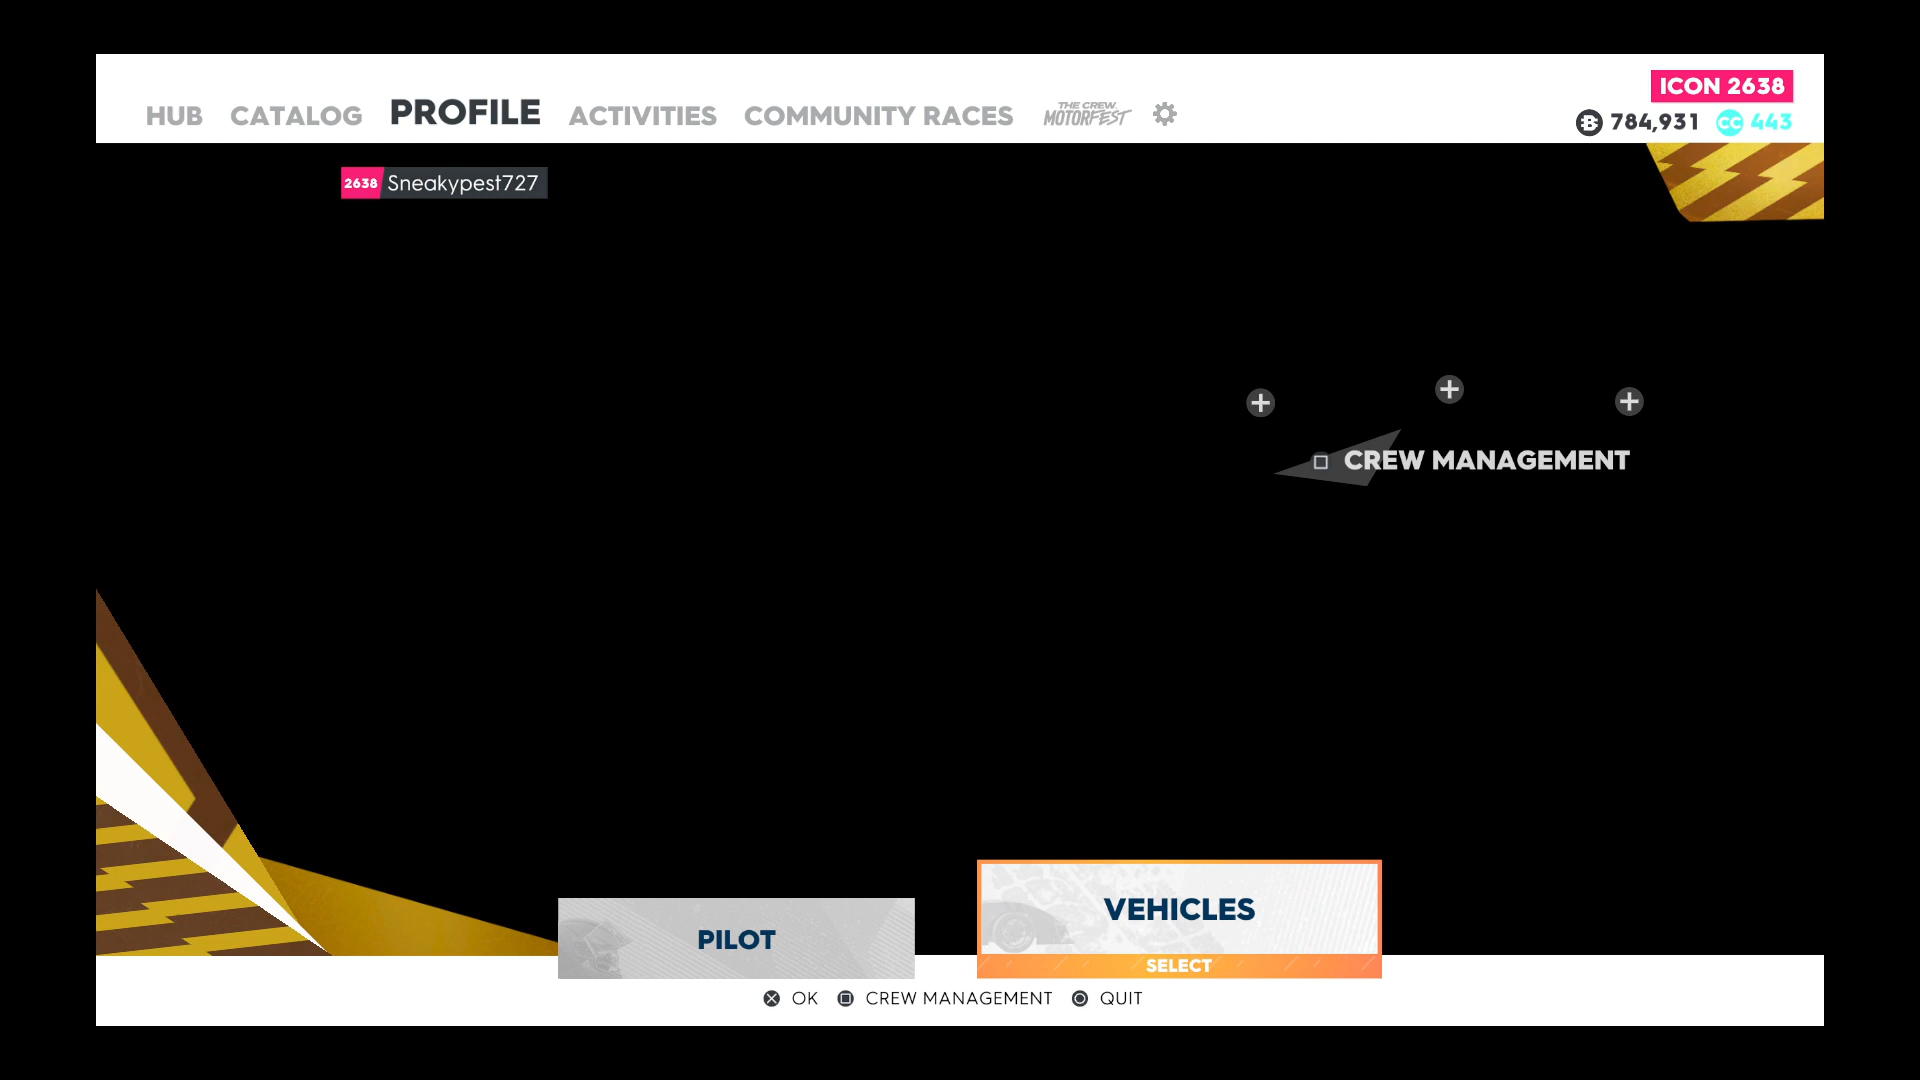 ICON 2638
HUB CATALOG PROFILE ACTIVITIES COMMUNITY RACES THE CREW MOTORFEST
784,931 CC 443
2638 Sneakypest727
CREW MANAGEMENT
VEHICLES
PILOT
SELECT
OK CREW MANAGEMENT QUIT